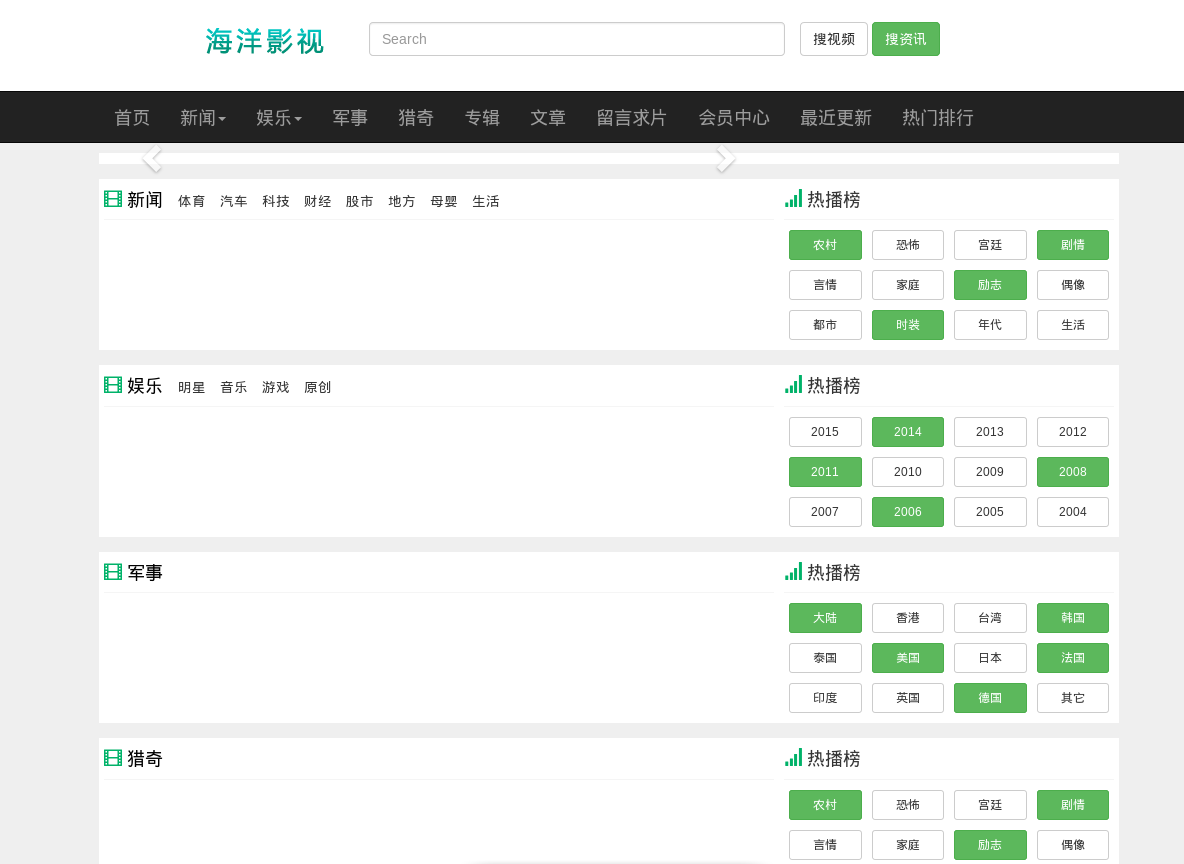 海洋影视 Search 搜视频 搜资讯
首页 新闻 娱乐 军事 猎奇 专辑 文章 留言求片 会员中心 最近更新 热门排行
新闻 体育 汽车 科技 财经 股市 地方 母婴 生活
热播榜
农村 恐怖 宫廷 剧情
言情 家庭 励志 偶像
都市 时装 年代 生活
娱乐 明星 音乐 游戏 原创
热播榜
2015 2014 2013 2012
2011 2010 2009 2008
2007 2006 2005 2004
军事
热播榜
大陆 香港 台湾 韩国
泰国 美国 日本 法国
印度 英国 德国 其它
猎奇
热播榜
农村 恐怖 宫廷 剧情
言情 家庭 励志 偶像